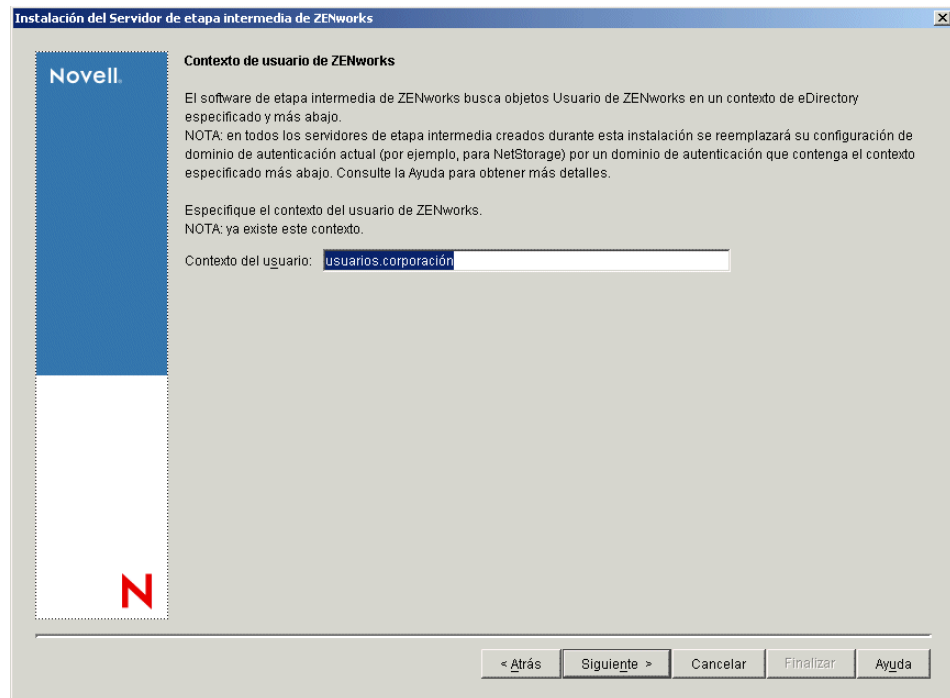 Instalación del Servidor de etapa intermedia de ZENworks
Novell.
Contexto de usuario de ZENworks
El software de etapa intermedia de ZENworks busca objetos Usuario de ZENworks en un contexto de eDirectory
especificado y más abajo.
NOTA: en todos los servidores de etapa intermedia creados durante esta instalación se reemplazará su configuración de
dominio de autenticación actual (por ejemplo, para NetStorage) por un dominio de autenticación que contenga el contexto
especificado más abajo. Consulte la Ayuda para obtener más detalles.
Especifique el contexto del usuario de ZENworks.
NOTA: ya existe este contexto.
Contexto del usuario: usuarios.corporación
N
< Atrás Siguiente > Cancelar Finalizar Ayuda